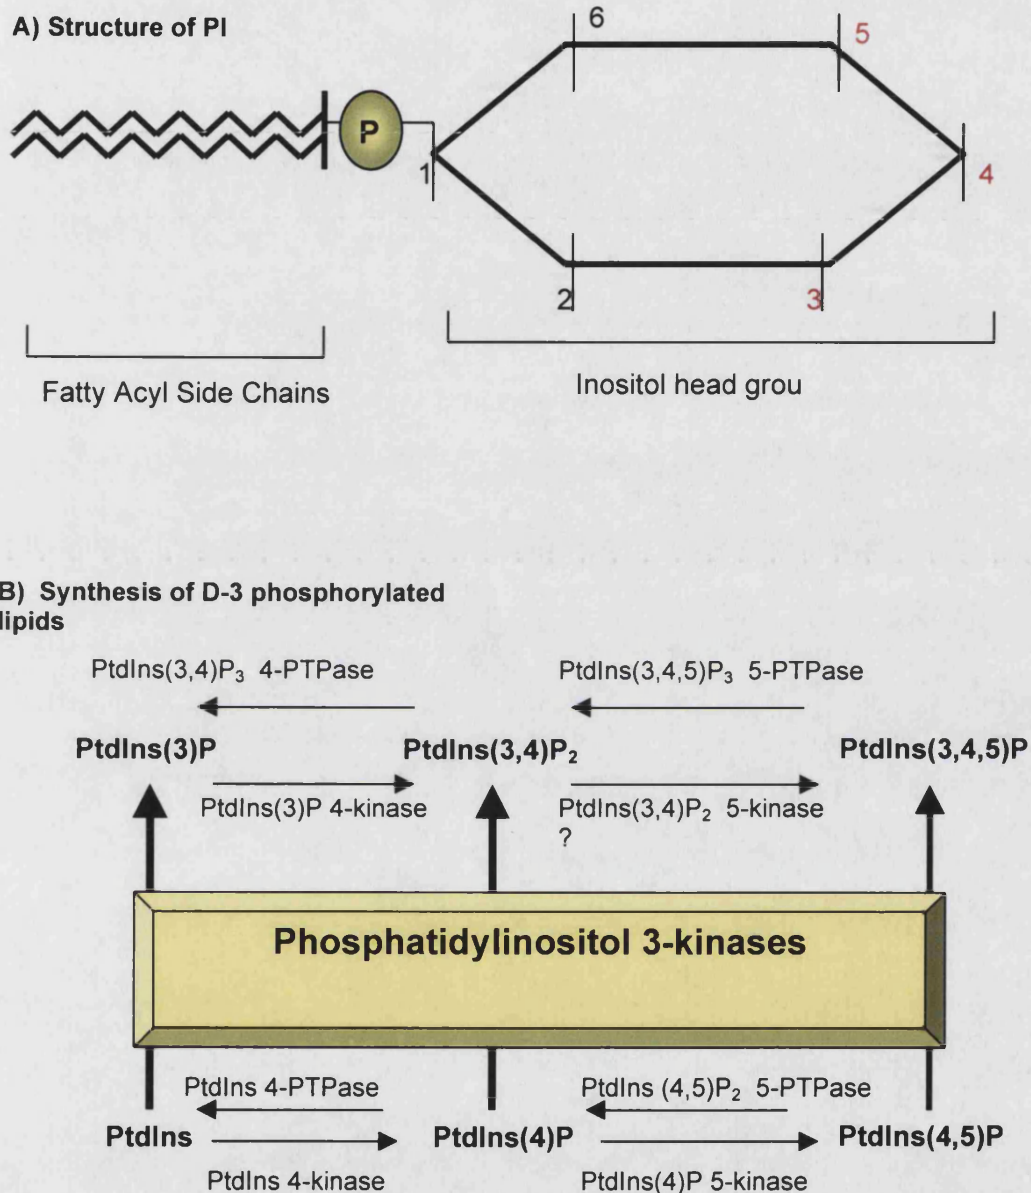 A) Structure of PI
6
5
P
1
4
2
3
Fatty Acyl Side Chains
Inositol head grou
B) Synthesis of D-3 phosphorylated
lipids
PtdIns(3,4)P₃ 4-PTPase
PtdIns(3,4,5)P₃ 5-PTPase
PtdIns(3)P
PtdIns(3,4)P₂
PtdIns(3,4,5)P
PtdIns(3)P 4-kinase
PtdIns(3,4)P₂ 5-kinase
?
Phosphatidylinositol 3-kinases
PtdIns 4-PTPase
PtdIns (4,5)P₂ 5-PTPase
PtdIns
PtdIns(4)P
PtdIns(4,5)P
PtdIns 4-kinase
PtdIns(4)P 5-kinase